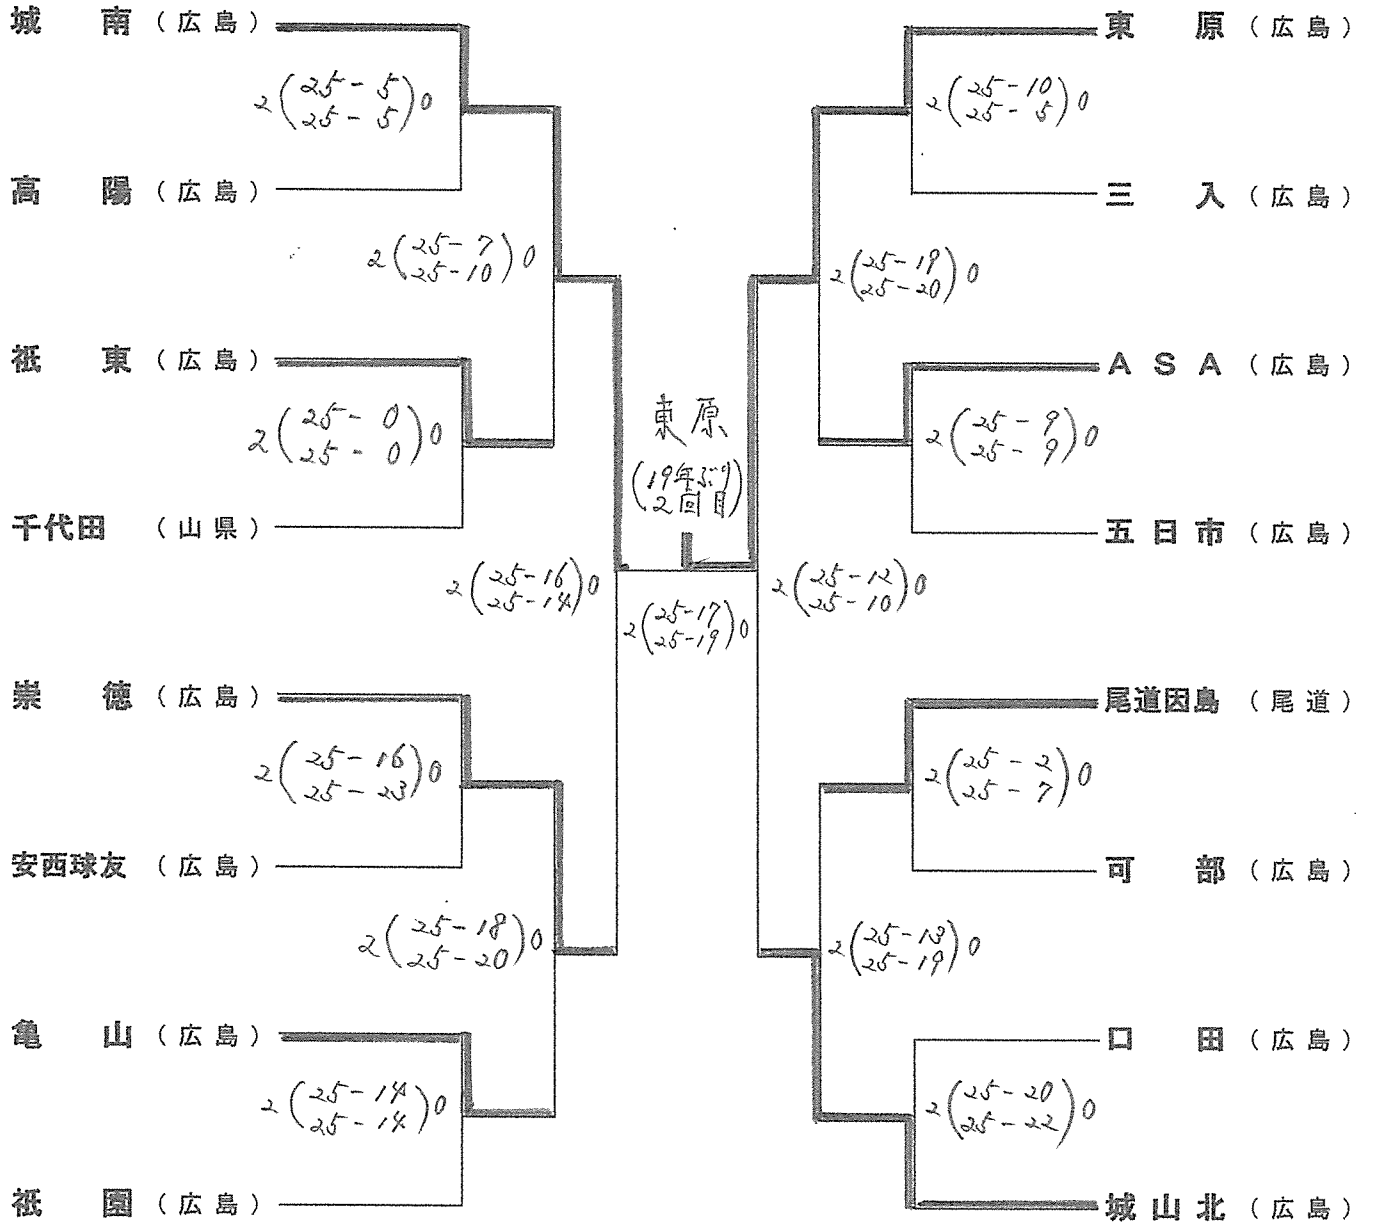 城南（広島）
2(25-5 25-5)0
高陽（広島）
2(25-7 25-10)0
祇東（広島）
2(25-0 25-0)0
千代田（山県）
2(25-16 25-14)0
崇徳（広島）
2(25-16 25-23)0
安西球友（広島）
2(25-18 25-20)0
亀山（広島）
2(25-14 25-14)0
祇園（広島）
東原
(19年ぶり
2回目)
2(25-17 25-19)0
東原（広島）
2(25-10 25-5)0
三入（広島）
2(25-19 25-20)0
ASA（広島）
2(25-9 25-9)0
五日市（広島）
2(25-12 25-10)0
尾道因島（尾道）
2(25-2 25-7)0
可部（広島）
2(25-13 25-19)0
口田（広島）
2(25-20 25-22)0
城山北（広島）